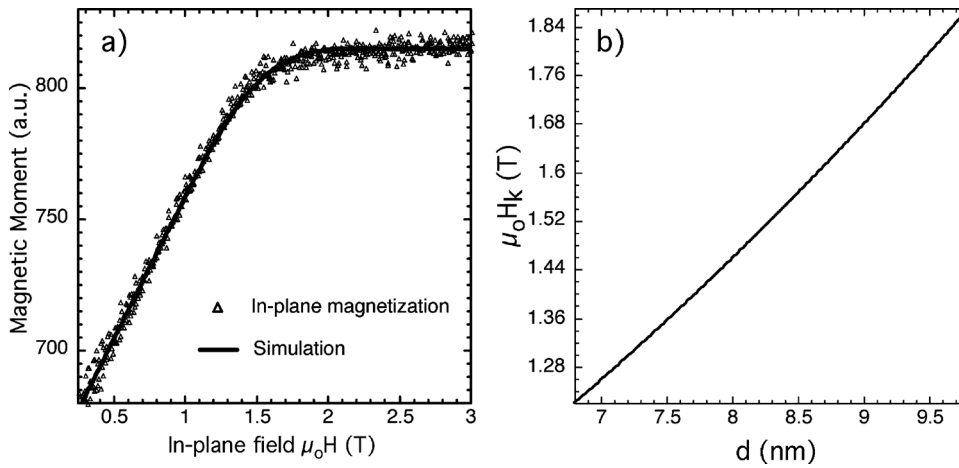 a)
Magnetic Moment (a.u.)
800
750
700
In-plane magnetization
Simulation
0.5 1 1.5 2 2.5 3
In-plane field μoH (T)
b)
μoHk (T)
1.84
1.76
1.68
1.6
1.52
1.44
1.36
1.28
7 7.5 8 8.5 9 9.5
d (nm)